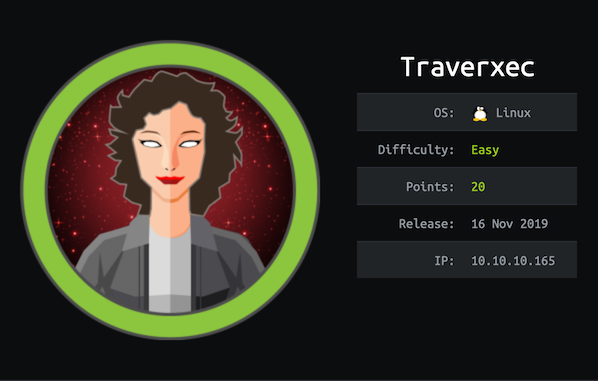 Traverxec
OS: Linux
Difficulty: Easy
Points: 20
Release: 16 Nov 2019
IP: 10.10.10.165